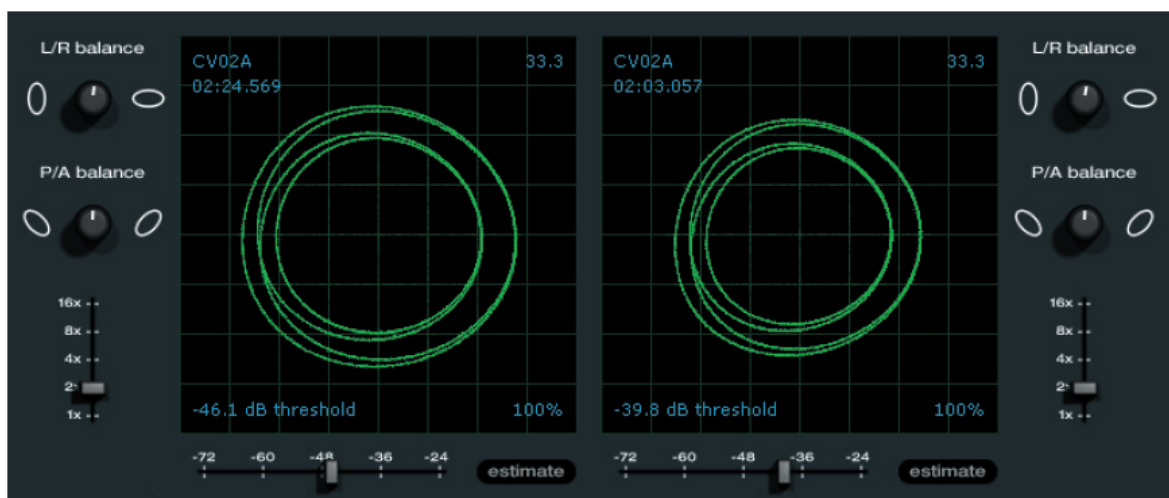 L/R balance
P/A balance
16x
8x
4x
2x
1x
CV02A 33.3
02:24.569
-46.1 dB threshold 100%
-72 -60 -48 -36 -24
estimate
CV02A 33.3
02:03.057
-39.8 dB threshold 100%
-72 -60 -48 -36 -24
estimate
L/R balance
P/A balance
16x
8x
4x
2x
1x